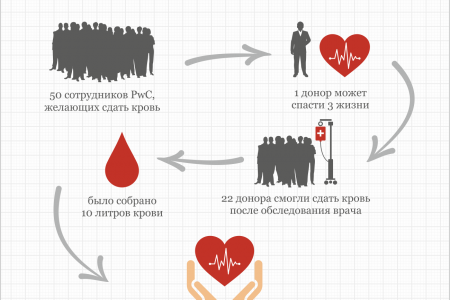 50 сотрудников PwC,
желающих сдать кровь
1 донор может
спасти 3 жизни
22 донора смогли сдать кровь
после обследования врача
было собрано
10 литров крови